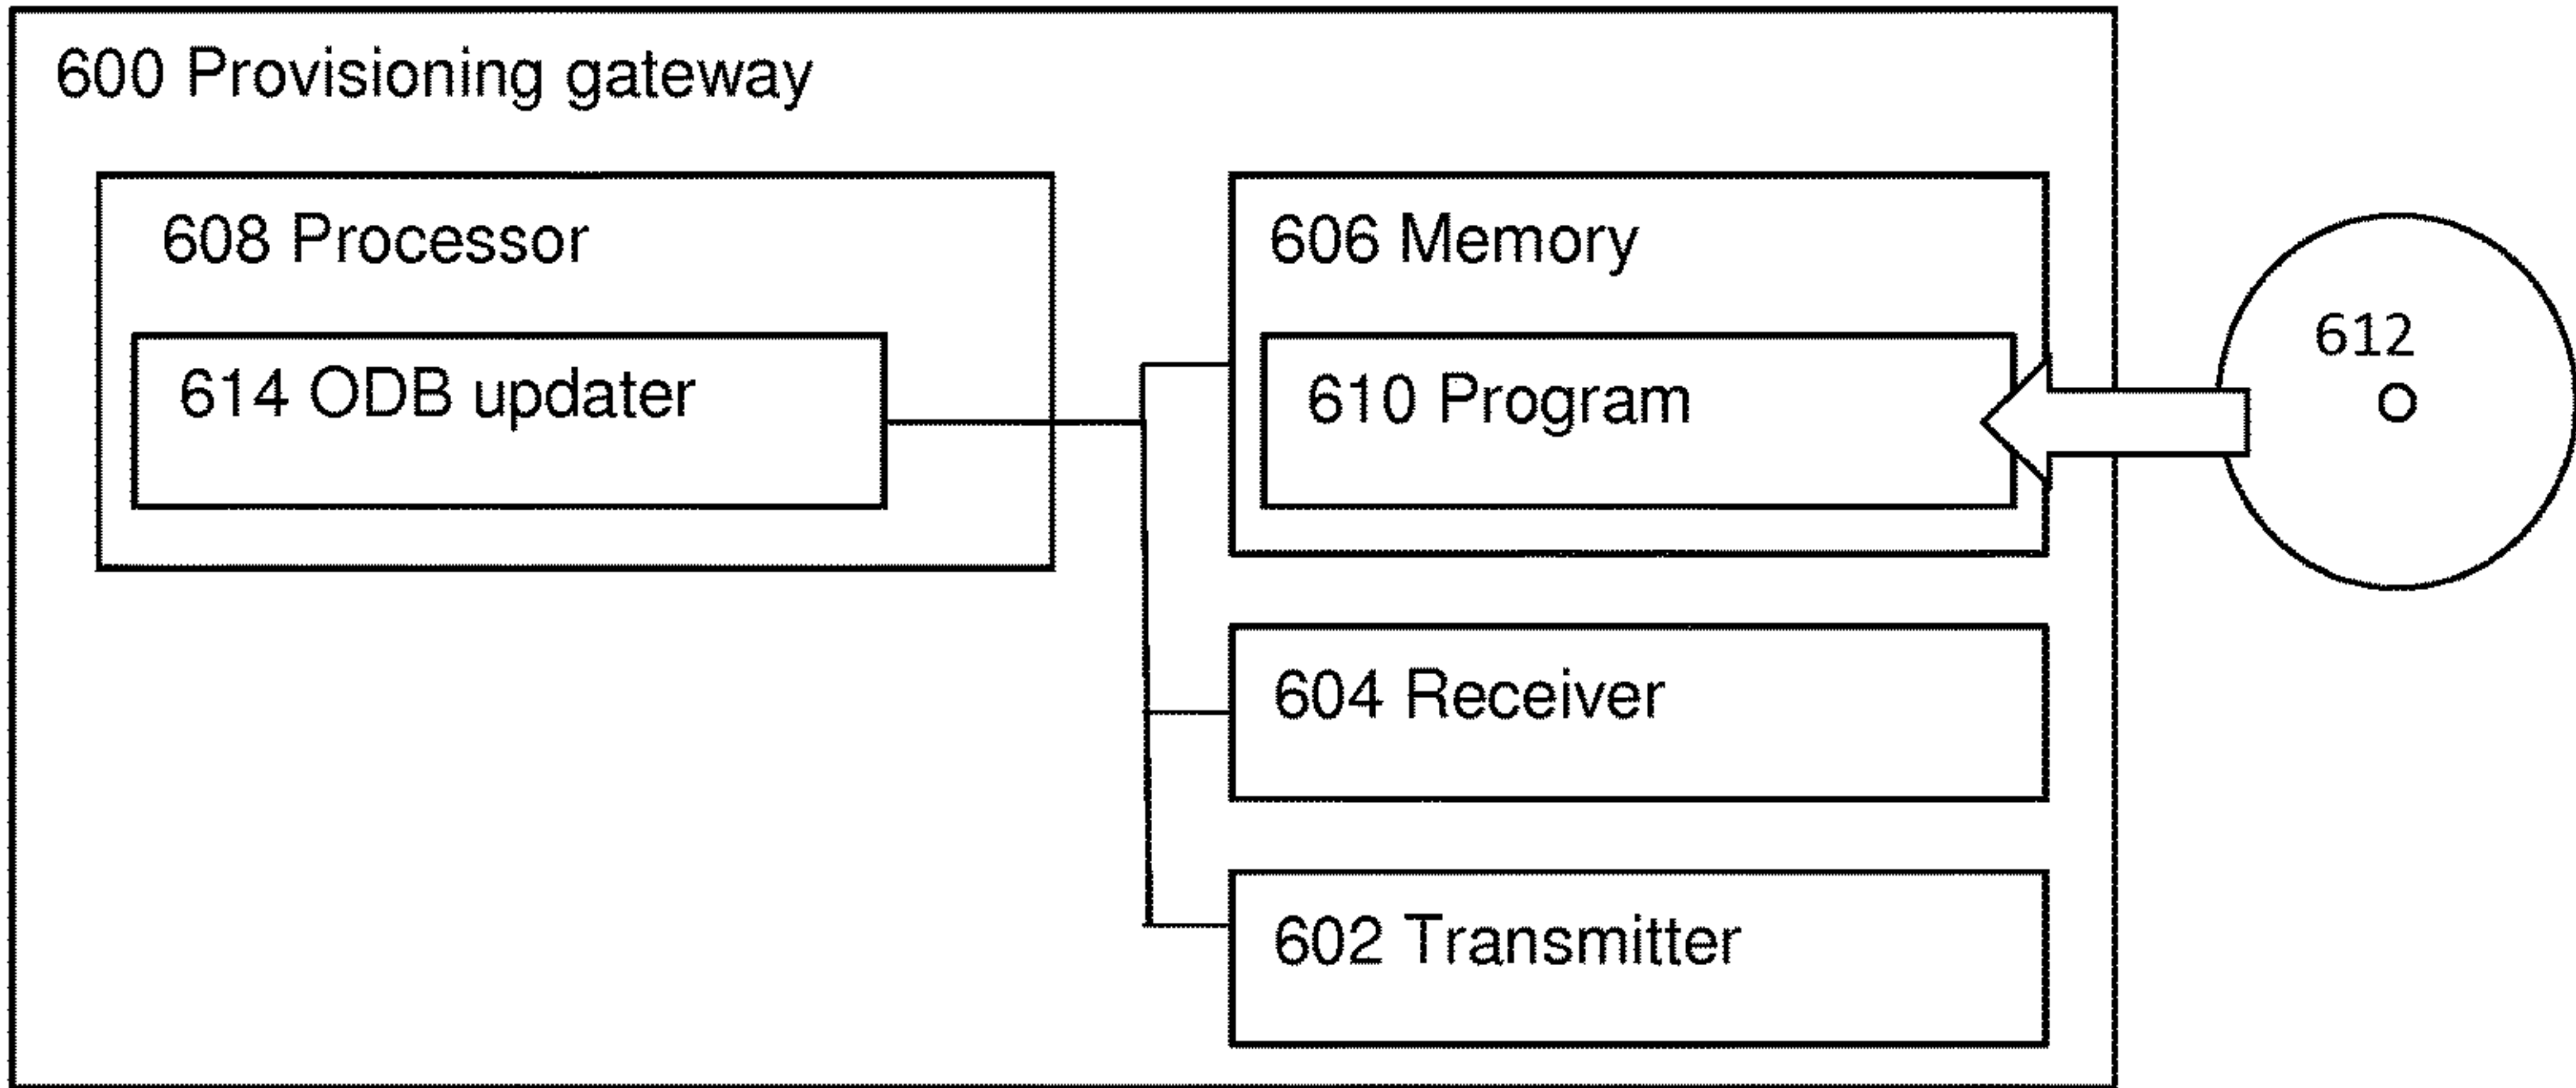 600 Provisioning gateway
608 Processor
614 ODB updater
606 Memory
610 Program
612
604 Receiver
602 Transmitter